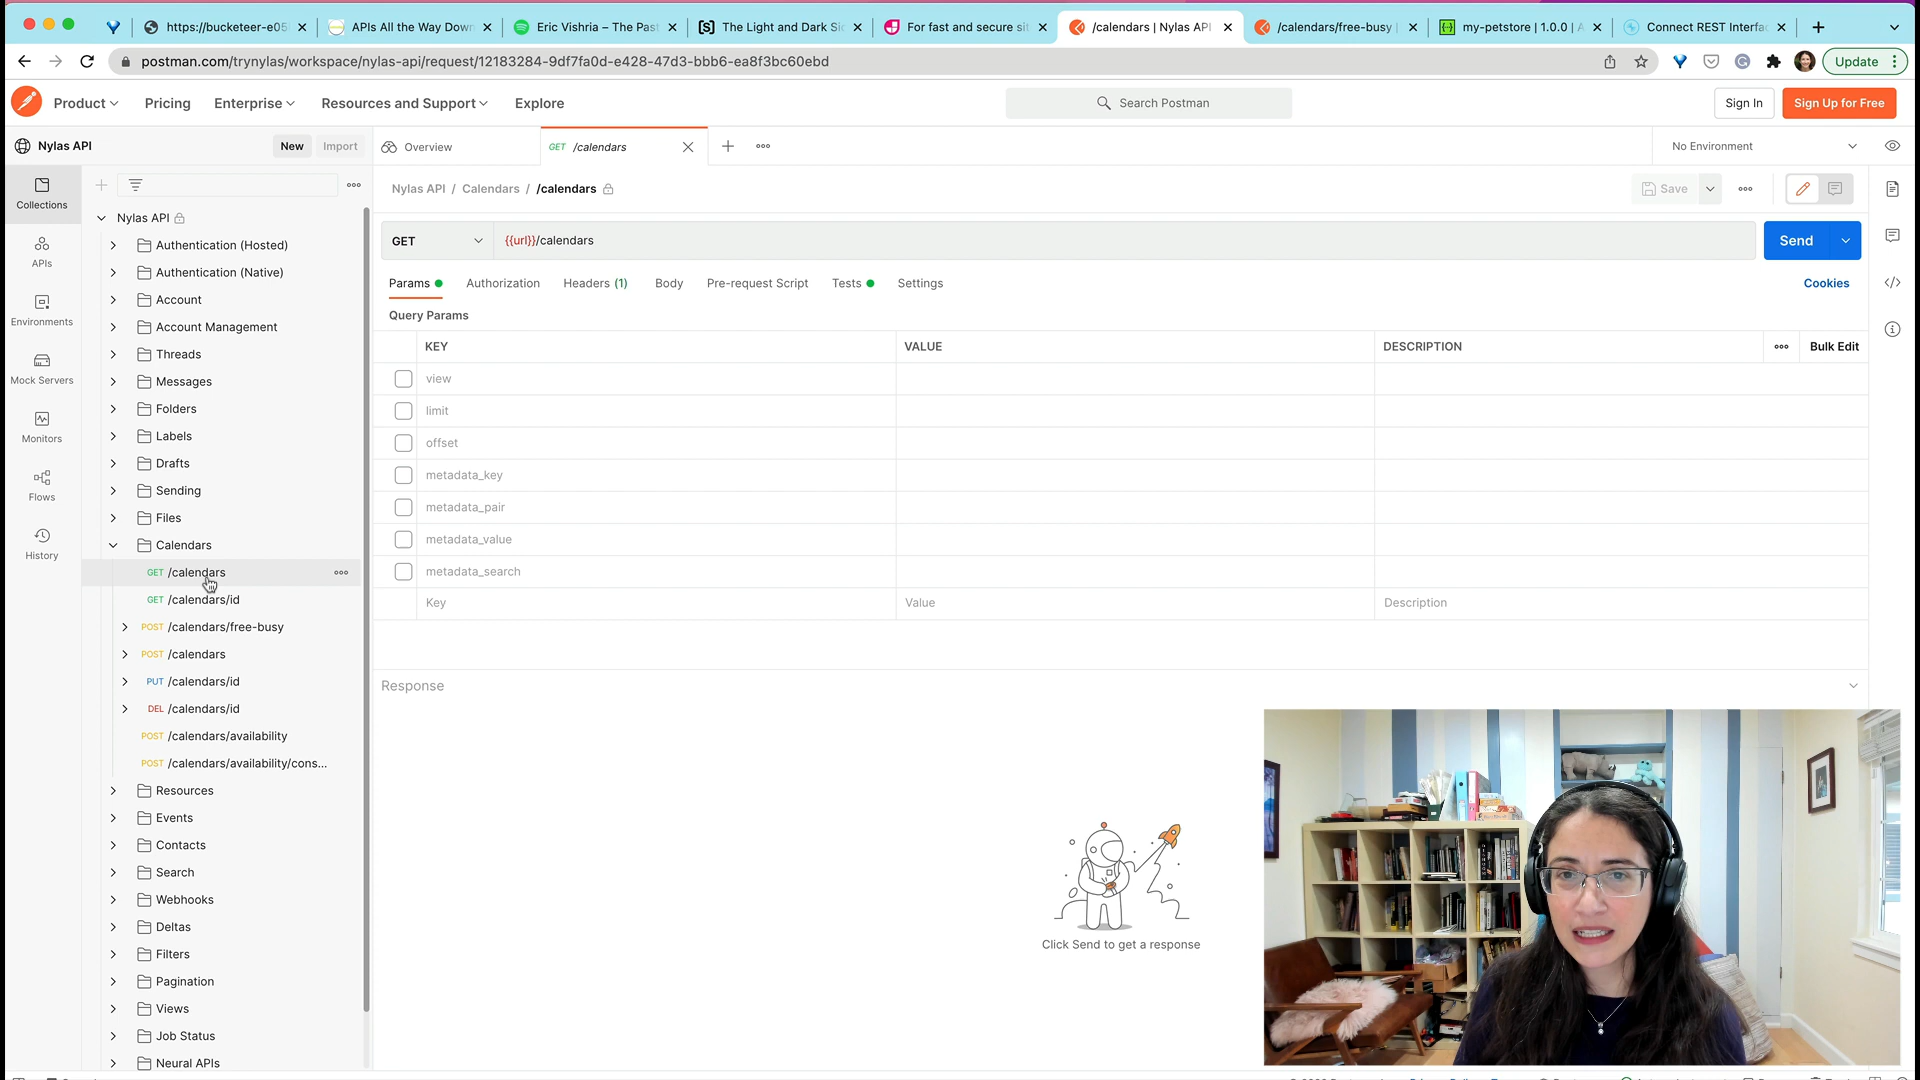 https://bucketeer-e05
APIs All the Way Down
Eric Vishria – The Past
The Light and Dark Si
For fast and secure sit
/calendars | Nylas API
/calendars/free-busy |
my-petstore | 1.0.0 | A
Connect REST Interfac
postman.com/trynylas/workspace/nylas-api/request/12183284-9df7fa0d-e428-47d3-bbb6-ea8f3bc60ebd
Update
Product
Pricing
Enterprise
Resources and Support
Explore
Search Postman
Sign In
Sign Up for Free
Nylas API
New
Import
Overview
GET /calendars
No Environment
Collections
APIs
Environments
Mock Servers
Monitors
Flows
History
Nylas API
Authentication (Hosted)
Authentication (Native)
Account
Account Management
Threads
Messages
Folders
Labels
Drafts
Sending
Files
Calendars
GET /calendars
GET /calendars/id
POST /calendars/free-busy
POST /calendars
PUT /calendars/id
DEL /calendars/id
POST /calendars/availability
POST /calendars/availability/cons...
Resources
Events
Contacts
Search
Webhooks
Deltas
Filters
Pagination
Views
Job Status
Neural APIs
Nylas API / Calendars / /calendars
Save
GET
{{url}}/calendars
Send
Params
Authorization
Headers (1)
Body
Pre-request Script
Tests
Settings
Cookies
Query Params
KEY
VALUE
DESCRIPTION
Bulk Edit
view
limit
offset
metadata_key
metadata_pair
metadata_value
metadata_search
Key
Value
Description
Response
Click Send to get a response